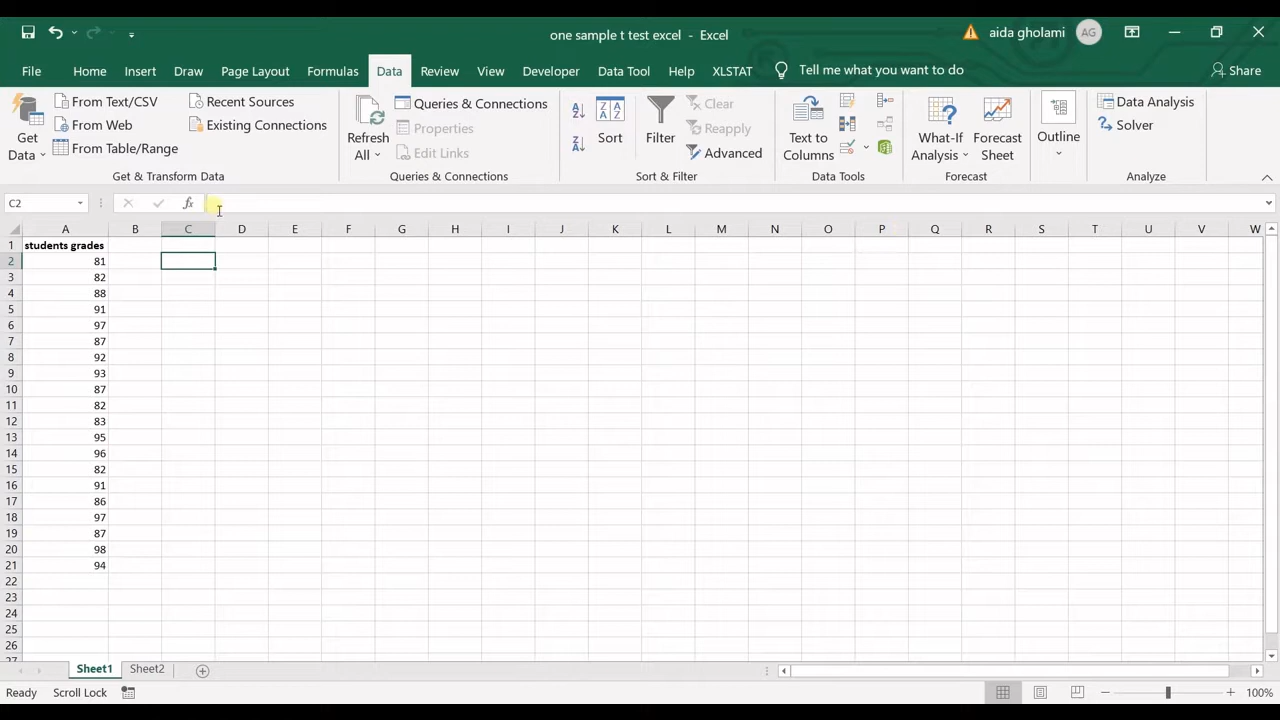 one sample t test excel - Excel
aida gholami AG
File Home Insert Draw Page Layout Formulas Data Review View Developer Data Tool Help XLSTAT Tell me what you want to do Share
Get Data
From Text/CSV
From Web
From Table/Range
Recent Sources
Existing Connections
Get & Transform Data
Refresh All
Queries & Connections
Properties
Edit Links
Queries & Connections
Sort
Filter
Clear
Reapply
Advanced
Sort & Filter
Text to Columns
Data Tools
What-If Analysis
Forecast Sheet
Forecast
Outline
Data Analysis
Solver
Analyze
C2 fx
A B C D E F G H I J K L M N O P Q R S T U V W
1 students grades
2 81
3 82
4 88
5 91
6 97
7 87
8 92
9 93
10 87
11 82
12 83
13 95
14 96
15 82
16 91
17 86
18 97
19 87
20 98
21 94
22
23
24
25
26
27
Sheet1 Sheet2
Ready Scroll Lock 100%